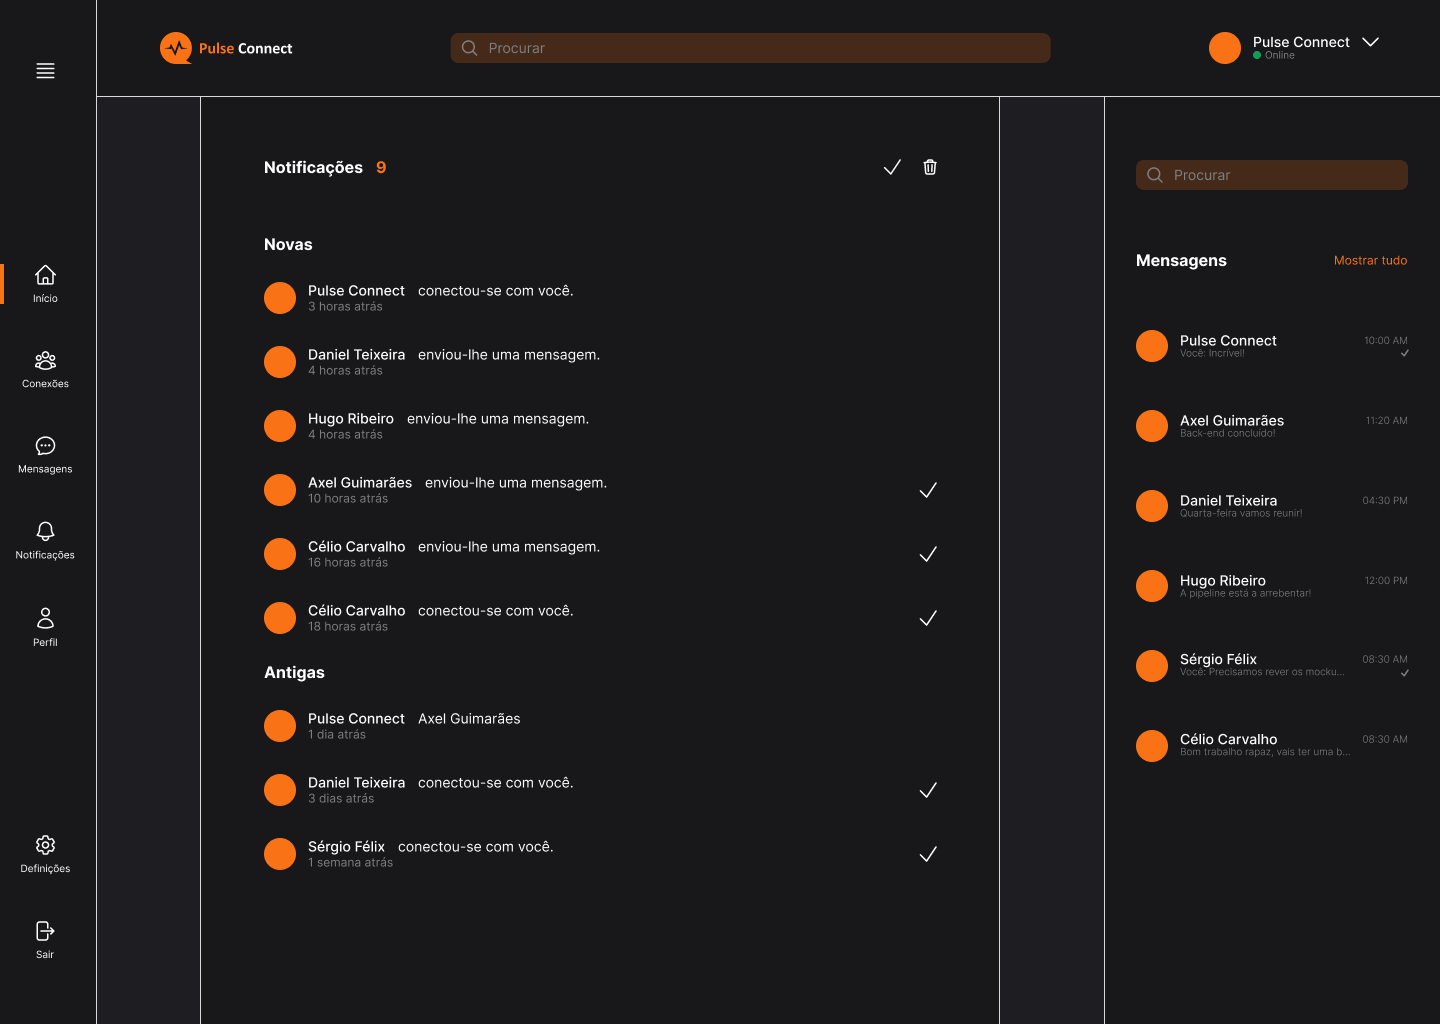 Pulse Connect
Procurar
Pulse Connect
Online
Início
Conexões
Mensagens
Notificações
Perfil
Definições
Sair
Notificações 9
Novas
Pulse Connect conectou-se com você.
3 horas atrás
Daniel Teixeira enviou-lhe uma mensagem.
4 horas atrás
Hugo Ribeiro enviou-lhe uma mensagem.
4 horas atrás
Axel Guimarães enviou-lhe uma mensagem.
10 horas atrás
Célio Carvalho enviou-lhe uma mensagem.
16 horas atrás
Célio Carvalho conectou-se com você.
18 horas atrás
Antigas
Pulse Connect Axel Guimarães
1 dia atrás
Daniel Teixeira conectou-se com você.
3 dias atrás
Sérgio Félix conectou-se com você.
1 semana atrás
Procurar
Mensagens Mostrar tudo
Pulse Connect 10:00 AM
Você: Incrível!
Axel Guimarães 11:20 AM
Back-end concluído!
Daniel Teixeira 04:30 PM
Quarta-feira vamos reunir!
Hugo Ribeiro 12:00 PM
A pipeline está a arrebentar!
Sérgio Félix 08:30 AM
Você: Precisamos rever os mocku...
Célio Carvalho 08:30 AM
Bom trabalho rapaz, vais ter uma b...